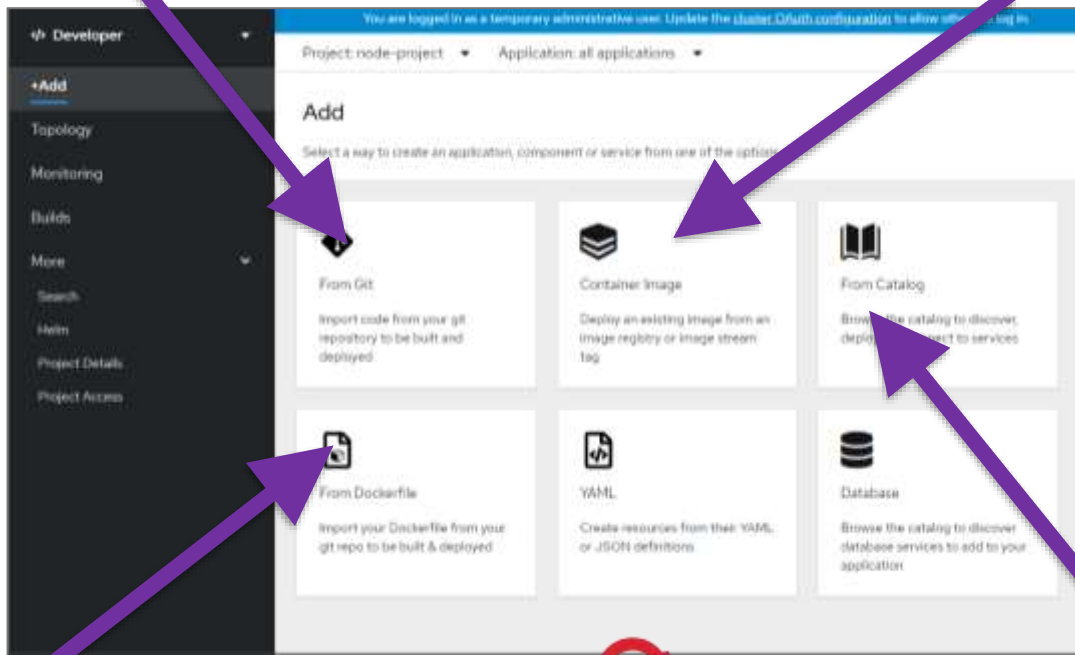 You are logged in as a temporary administrative user. Update the cluster OAuth configuration to allow log in.
</> Developer
Project: node-project Application: all applications
+Add
Topology
Monitoring
Builds
More
Search
Helm
Project Details
Project Access
Add
Select a way to create an application, component or service from one of the options
From Git
Import code from your git
repository to be built and
deployed
Container Image
Deploy an existing image from an
image registry or image stream
tag
From Catalog
Browse the catalog to discover,
to services
From Dockerfile
Import your Dockerfile from your
git repo to be built & deployed
YAML
Create resources from their YAML
or JSON definitions
Database
Browse the catalog to discover
database services to add to your
application